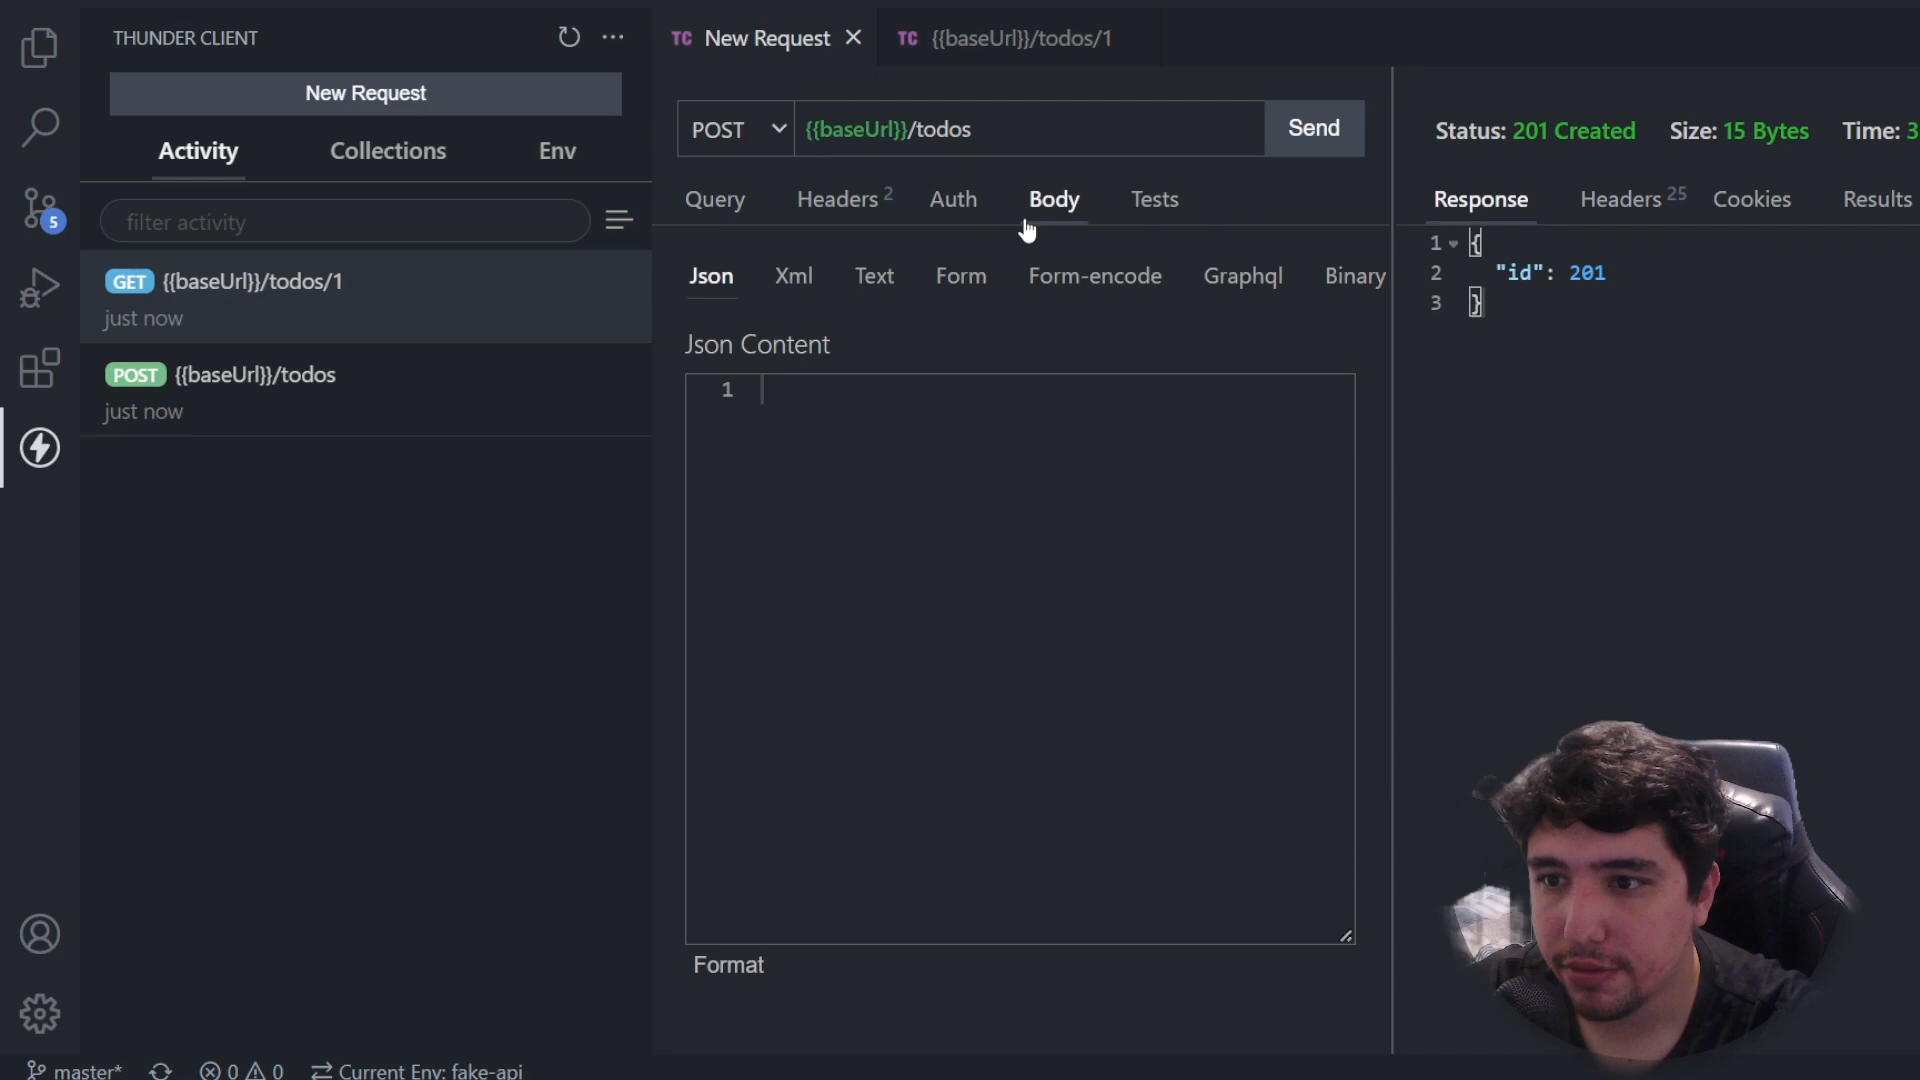 THUNDER CLIENT
New Request
Activity
Collections
Env
filter activity
GET {{baseUrl}}/todos/1
just now
POST {{baseUrl}}/todos
just now
TC New Request
TC {{baseUrl}}/todos/1
POST
{{baseUrl}}/todos
Send
Query
Headers 2
Auth
Body
Tests
Json
Xml
Text
Form
Form-encode
Graphql
Binary
Json Content
1
Format
Status: 201 Created
Size: 15 Bytes
Time: 3
Response
Headers 25
Cookies
Results
1 {
2 "id": 201
3 }
5
master*
0
0
Current Env: fake-api